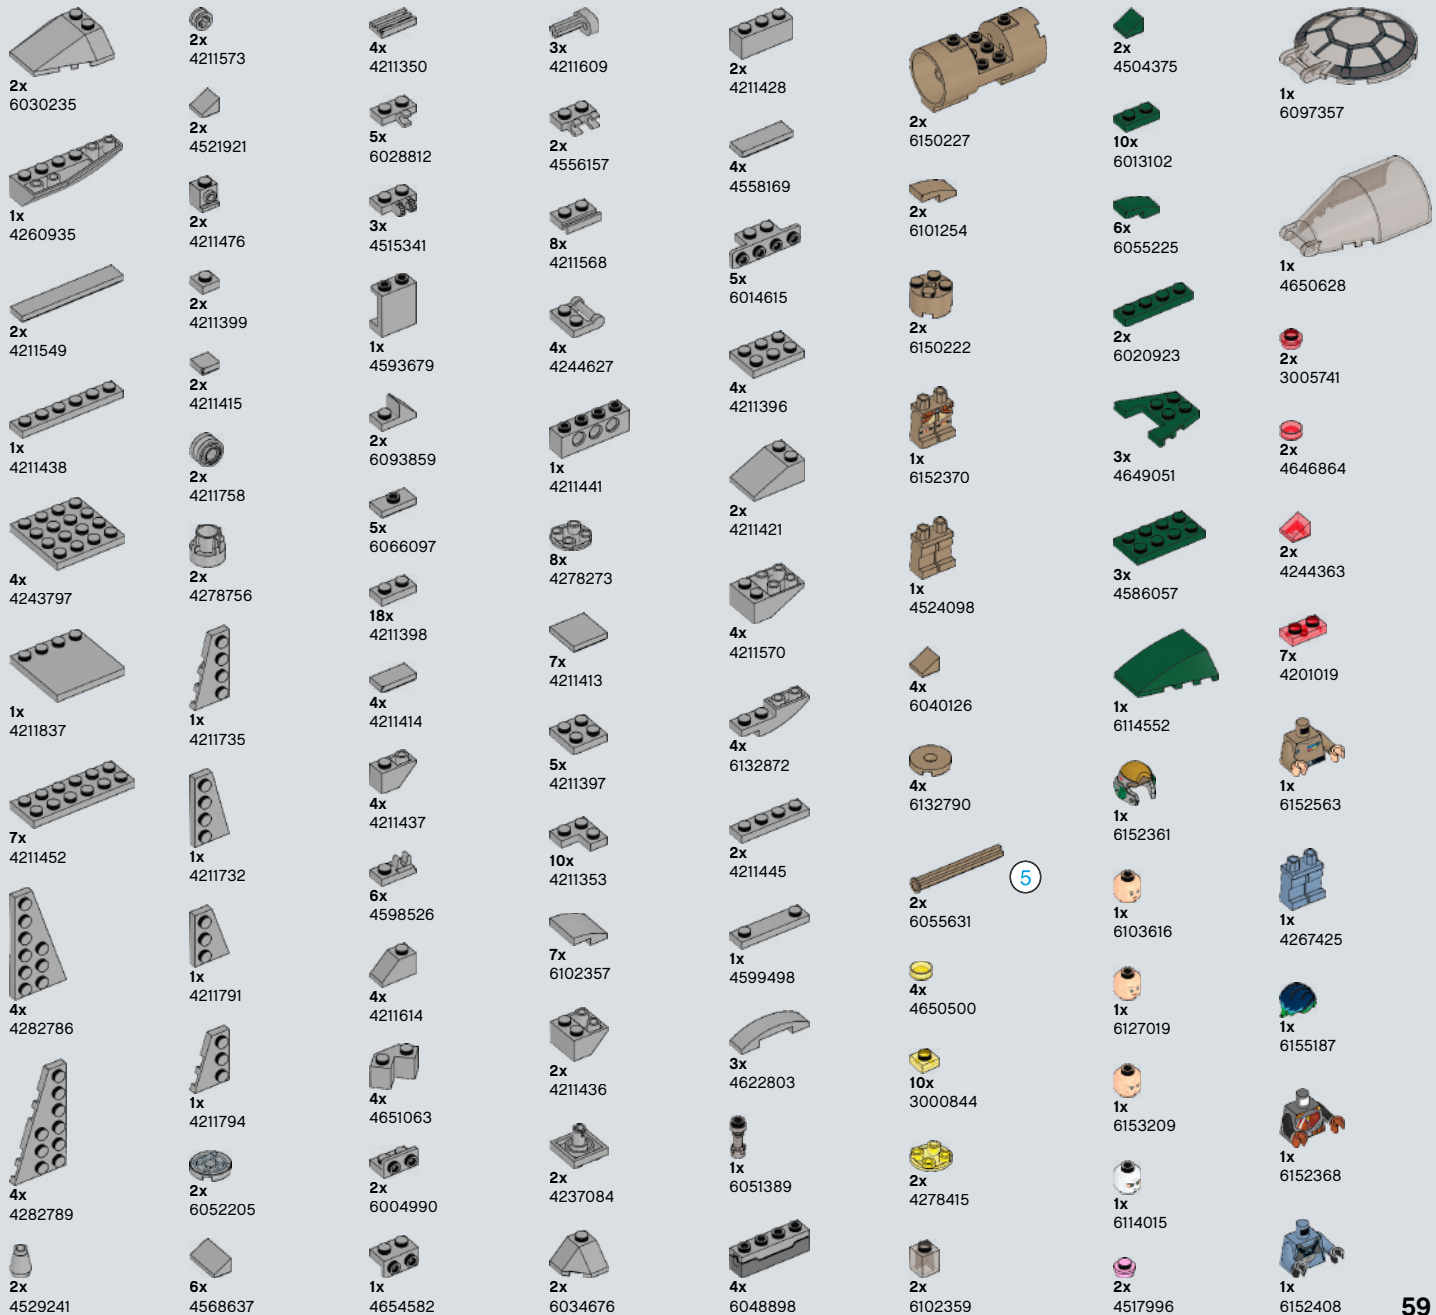 2x
6030235
1x
4260935
2x
4211549
1x
4211438
4x
4243797
1x
4211837
7x
4211452
4x
4282786
4x
4282789
2x
4529241
2x
4211573
2x
4521921
2x
4211476
2x
4211399
2x
4211415
2x
4211758
2x
4278756
1x
4211735
1x
4211732
1x
4211791
1x
4211794
2x
6052205
6x
4568637
4x
4211350
5x
6028812
3x
4515341
1x
4593679
2x
6093859
5x
6066097
18x
4211398
4x
4211414
4x
4211437
6x
4598526
4x
4211614
4x
4651063
2x
6004990
1x
4654582
3x
4211609
2x
4556157
8x
4211568
4x
4244627
1x
4211441
8x
4278273
7x
4211413
5x
4211397
10x
4211353
7x
6102357
2x
4211436
2x
4237084
2x
6034676
2x
4211428
4x
4558169
5x
6014615
4x
4211396
2x
4211421
4x
4211570
4x
6132872
2x
4211445
1x
4599498
3x
4622803
1x
6051389
4x
6048898
2x
6150227
2x
6101254
2x
6150222
1x
6152370
1x
4524098
4x
6040126
4x
6132790
5
2x
6055631
4x
4650500
10x
3000844
2x
4278415
2x
6102359
2x
4504375
10x
6013102
6x
6055225
2x
6020923
3x
4649051
3x
4586057
1x
6114552
1x
6152361
1x
6103616
1x
6127019
1x
6153209
1x
6114015
2x
4517996
1x
6097357
1x
4650628
2x
3005741
2x
4646864
2x
4244363
7x
4201019
1x
6152563
1x
4267425
1x
6155187
1x
6152368
1x
6152408
59